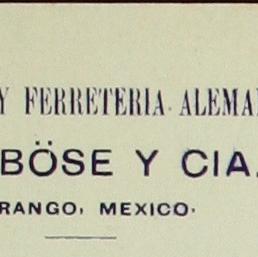 Y FERRETERIA ALEMA
BÖSE Y CIA.
RANGO, MEXICO.